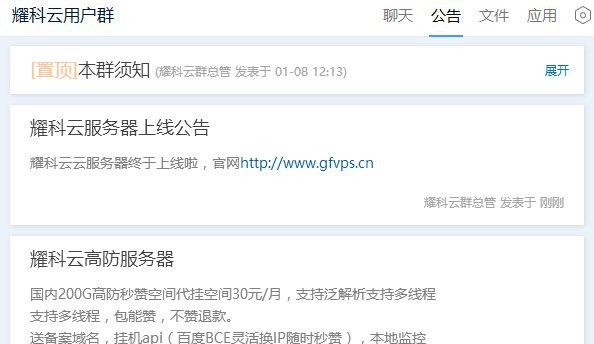 耀科云用户群 聊天 公告 文件 应用
[置顶]本群须知 (耀科云群总管 发表于 01-08 12:13) 展开
耀科云服务器上线公告
耀科云云服务器终于上线啦，官网http://www.gfvps.cn
耀科云群总管 发表于 刚刚
耀科云高防服务器
国内200G高防秒赞空间代挂空间30元/月，支持泛解析支持多线程
支持多线程，包能赞，不赞退款。
送备案域名，挂机api（百度BCE灵活换IP随时秒赞），本地监控